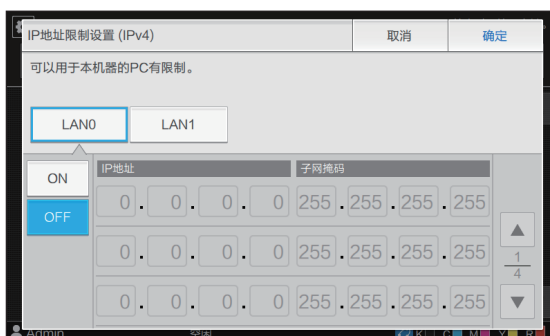 IP地址限制设置 (IPv4) 取消 确定
可以用于本机器的PC有限制。
LAN0 LAN1
IP地址 子网掩码
ON
0. 0. 0. 0 255. 255. 255. 255
OFF
0. 0. 0. 0 255. 255. 255. 255
1
4
0. 0. 0. 0 255. 255. 255. 255
Admin 空闲 K C M Y R